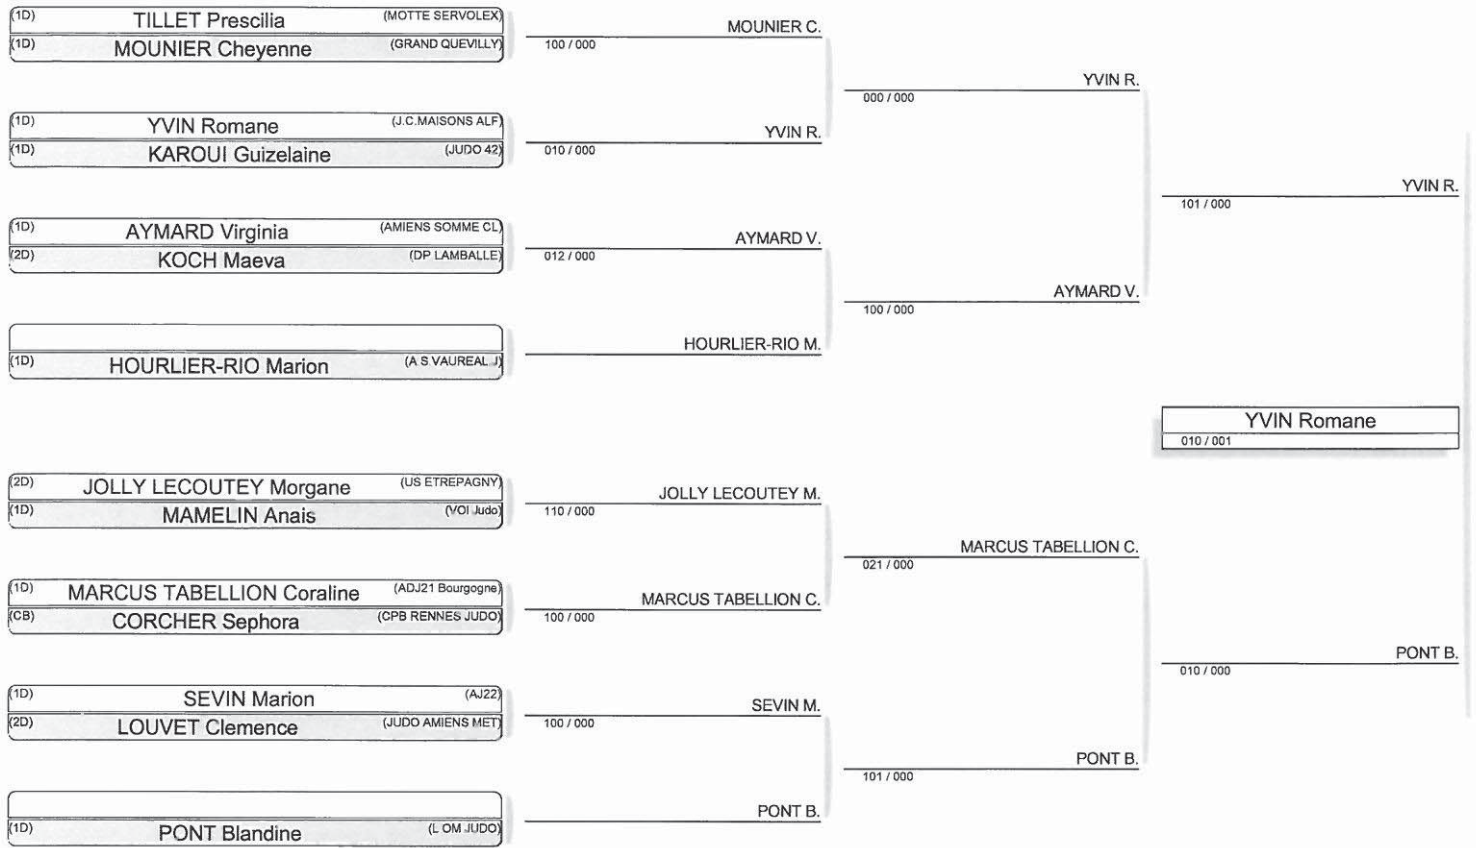 (1D) TILLET Prescilia (MOTTE SERVOLEX)
(1D) MOUNIER Cheyenne (GRAND QUEVILLY)
(1D) YVIN Romane (J.C.MAISONS ALF)
(1D) KAROUI Guizelaine (JUDO 42)
(1D) AYMARD Virginia (AMIENS SOMME CL)
(2D) KOCH Maeva (DP LAMBALLE)
(1D) HOURLIER-RIO Marion (A S VAUREAL J)
(2D) JOLLY LECOUTEY Morgane (US ETREPAGNY)
(1D) MAMELIN Anais (VOI Judo)
(1D) MARCUS TABELLION Coraline (ADJ21 Bourgogne)
(CB) CORCHER Sephora (CPB RENNES JUDO)
(1D) SEVIN Marion (AJ22)
(2D) LOUVET Clemence (JUDO AMIENS MET)
(1D) PONT Blandine (L OM JUDO)
MOUNIER C.
100 / 000
YVIN R.
010 / 000
AYMARD V.
012 / 000
HOURLIER-RIO M.
JOLLY LECOUTEY M.
110 / 000
MARCUS TABELLION C.
100 / 000
SEVIN M.
100 / 000
PONT B.
YVIN R.
000 / 000
AYMARD V.
100 / 000
MARCUS TABELLION C.
021 / 000
PONT B.
101 / 000
YVIN R.
101 / 000
YVIN Romane
010 / 001
PONT B.
010 / 000